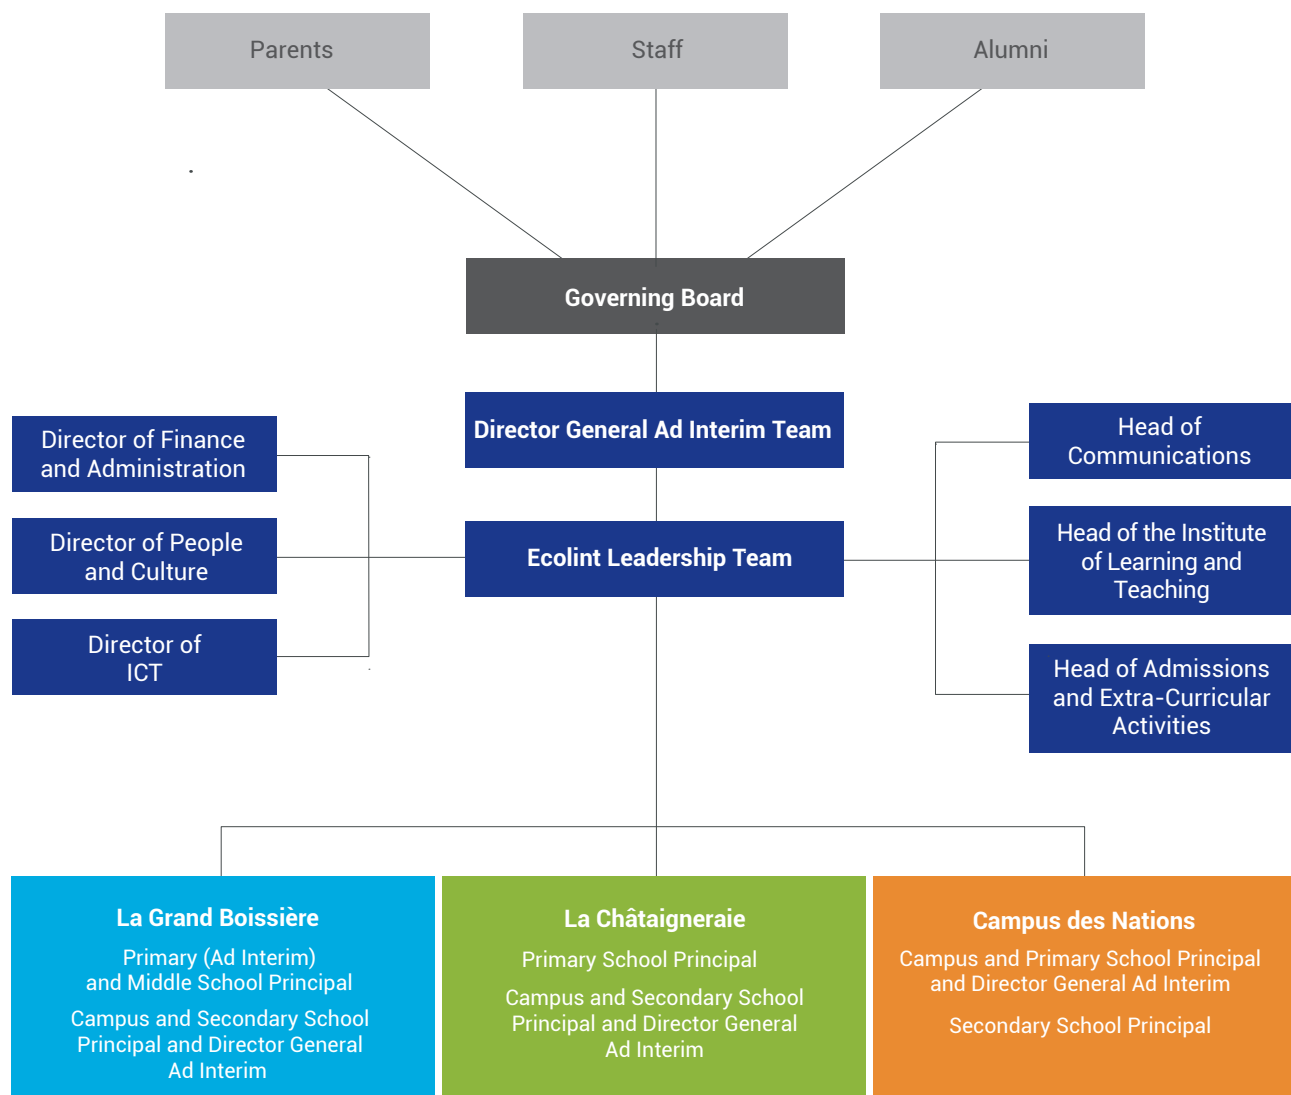 Parents
Staff
Alumni
Governing Board
Director General Ad Interim Team
Director of Finance
and Administration
Director of People
and Culture
Director of
ICT
Ecolint Leadership Team
Head of
Communications
Head of the Institute
of Learning and
Teaching
Head of Admissions
and Extra-Curricular
Activities
La Grand Boissière
Primary (Ad Interim)
and Middle School Principal
Campus and Secondary School
Principal and Director General
Ad Interim
La Châtaigneraie
Primary School Principal
Campus and Secondary School
Principal and Director General
Ad Interim
Campus des Nations
Campus and Primary School Principal
and Director General Ad Interim
Secondary School Principal